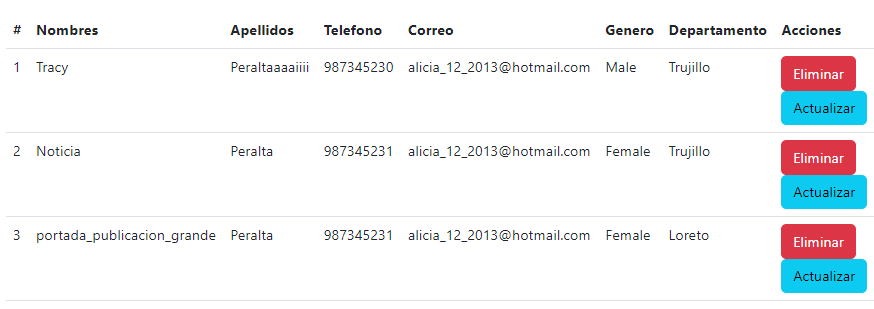 # Nombres Apellidos Telefono Correo Genero Departamento Acciones
1 Tracy Peraltaaaaiiii 987345230 alicia_12_2013@hotmail.com Male Trujillo Eliminar
Actualizar
2 Noticia Peralta 987345231 alicia_12_2013@hotmail.com Female Trujillo Eliminar
Actualizar
3 portada_publicacion_grande Peralta 987345231 alicia_12_2013@hotmail.com Female Loreto Eliminar
Actualizar